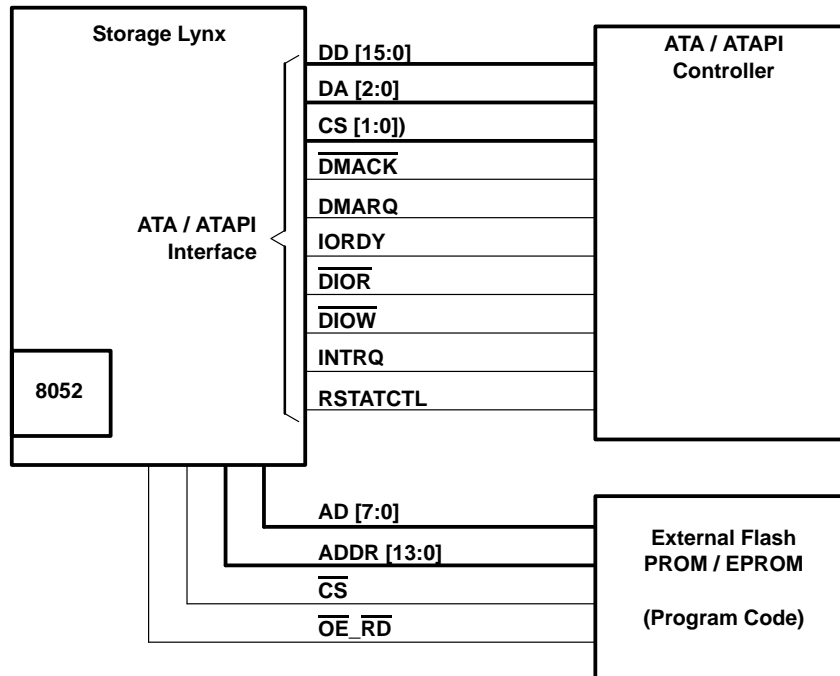 Storage Lynx
ATA / ATAPI
Controller
DD [15:0]
DA [2:0]
CS [1:0])
DMACK
DMARQ
IORDY
DIOR
DIOW
INTRQ
RSTATCTL
ATA / ATAPI
Interface
8052
AD [7:0]
ADDR [13:0]
CS
OE_RD
External Flash
PROM / EPROM
(Program Code)